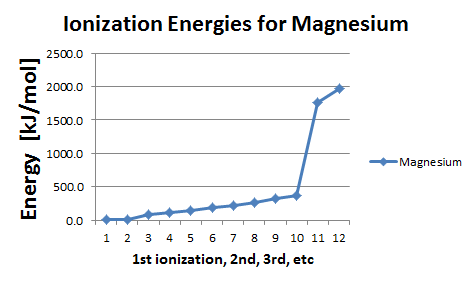 Ionization Energies for Magnesium
2500.0
2000.0
1500.0
1000.0
500.0
0.0
Energy [kJ/mol]
1 2 3 4 5 6 7 8 9 10 11 12
1st ionization, 2nd, 3rd, etc
Magnesium